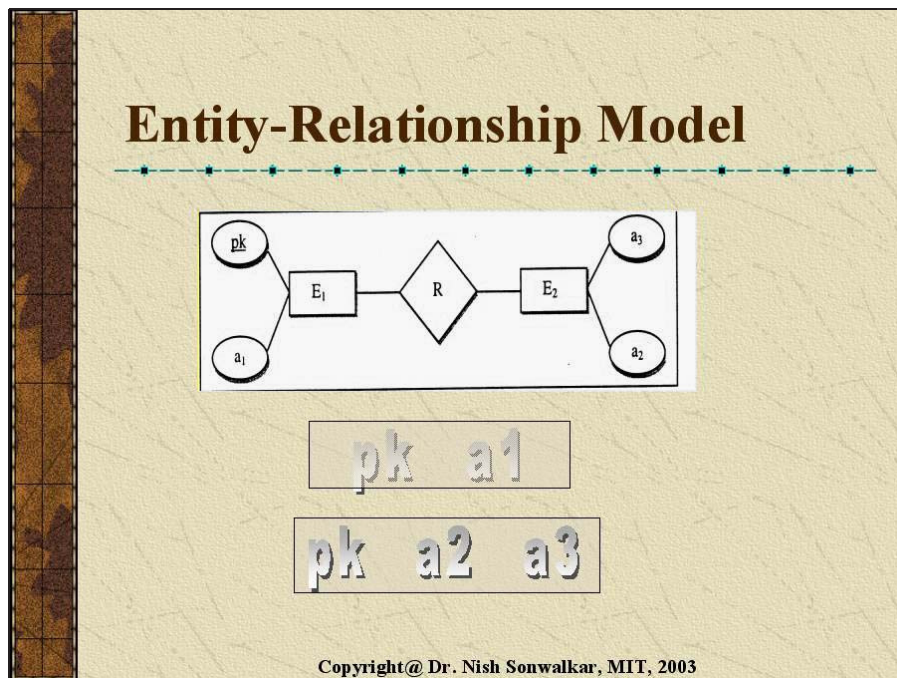 Entity-Relationship Model
pk a₃
E₁ R E₂
a₁ a₂
pk a1
pk a2 a3
Copyright@ Dr. Nish Sonwalkar, MIT, 2003